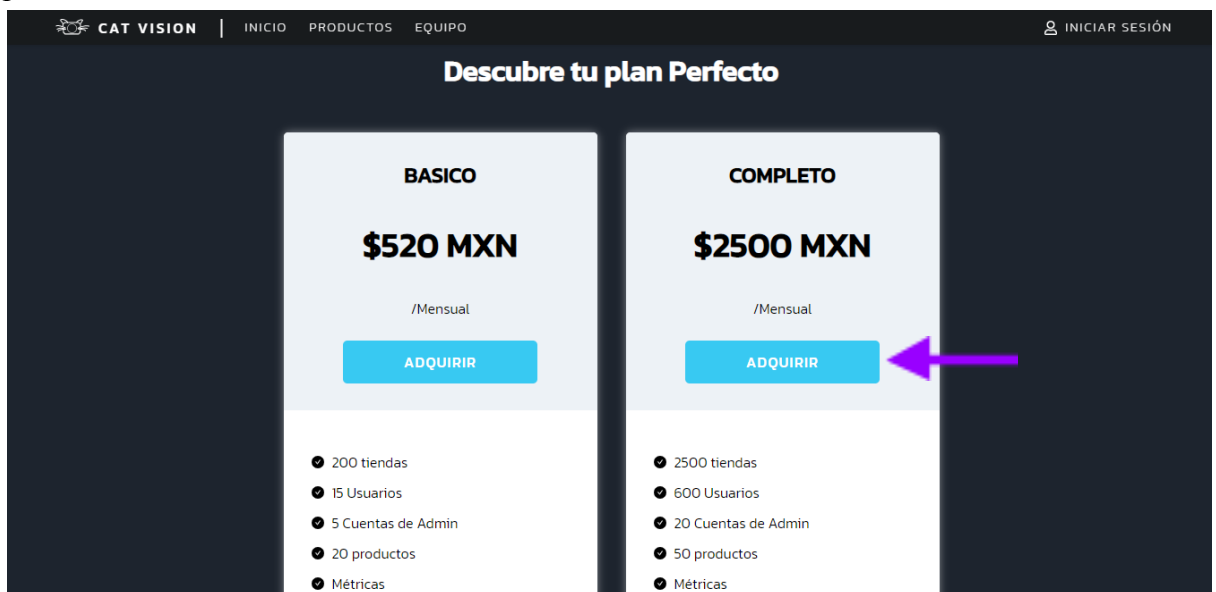 CAT VISION | INICIO PRODUCTOS EQUIPO INICIAR SESIÓN
Descubre tu plan Perfecto
BASICO
$520 MXN
/Mensual
ADQUIRIR
200 tiendas
15 Usuarios
5 Cuentas de Admin
20 productos
Métricas
COMPLETO
$2500 MXN
/Mensual
ADQUIRIR
2500 tiendas
600 Usuarios
20 Cuentas de Admin
50 productos
Métricas